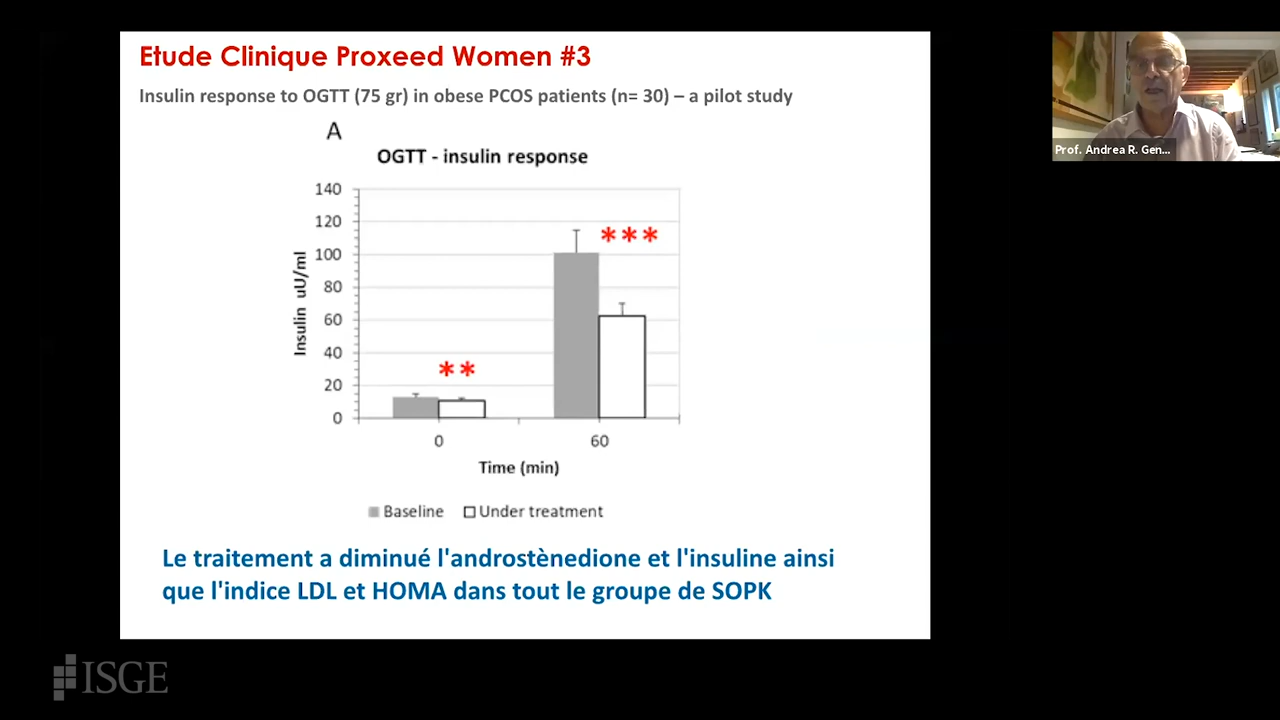 Etude Clinique Proxeed Women #3
Insulin response to OGTT (75 gr) in obese PCOS patients (n= 30) – a pilot study
A
OGTT - insulin response
140
120
100
80
60
40
20
0
Insulin uU/ml
***
**
0
60
Time (min)
Baseline
Under treatment
Le traitement a diminué l'androstènedione et l'insuline ainsi
que l'indice LDL et HOMA dans tout le groupe de SOPK
Prof. Andrea R. Gen...
ISGE